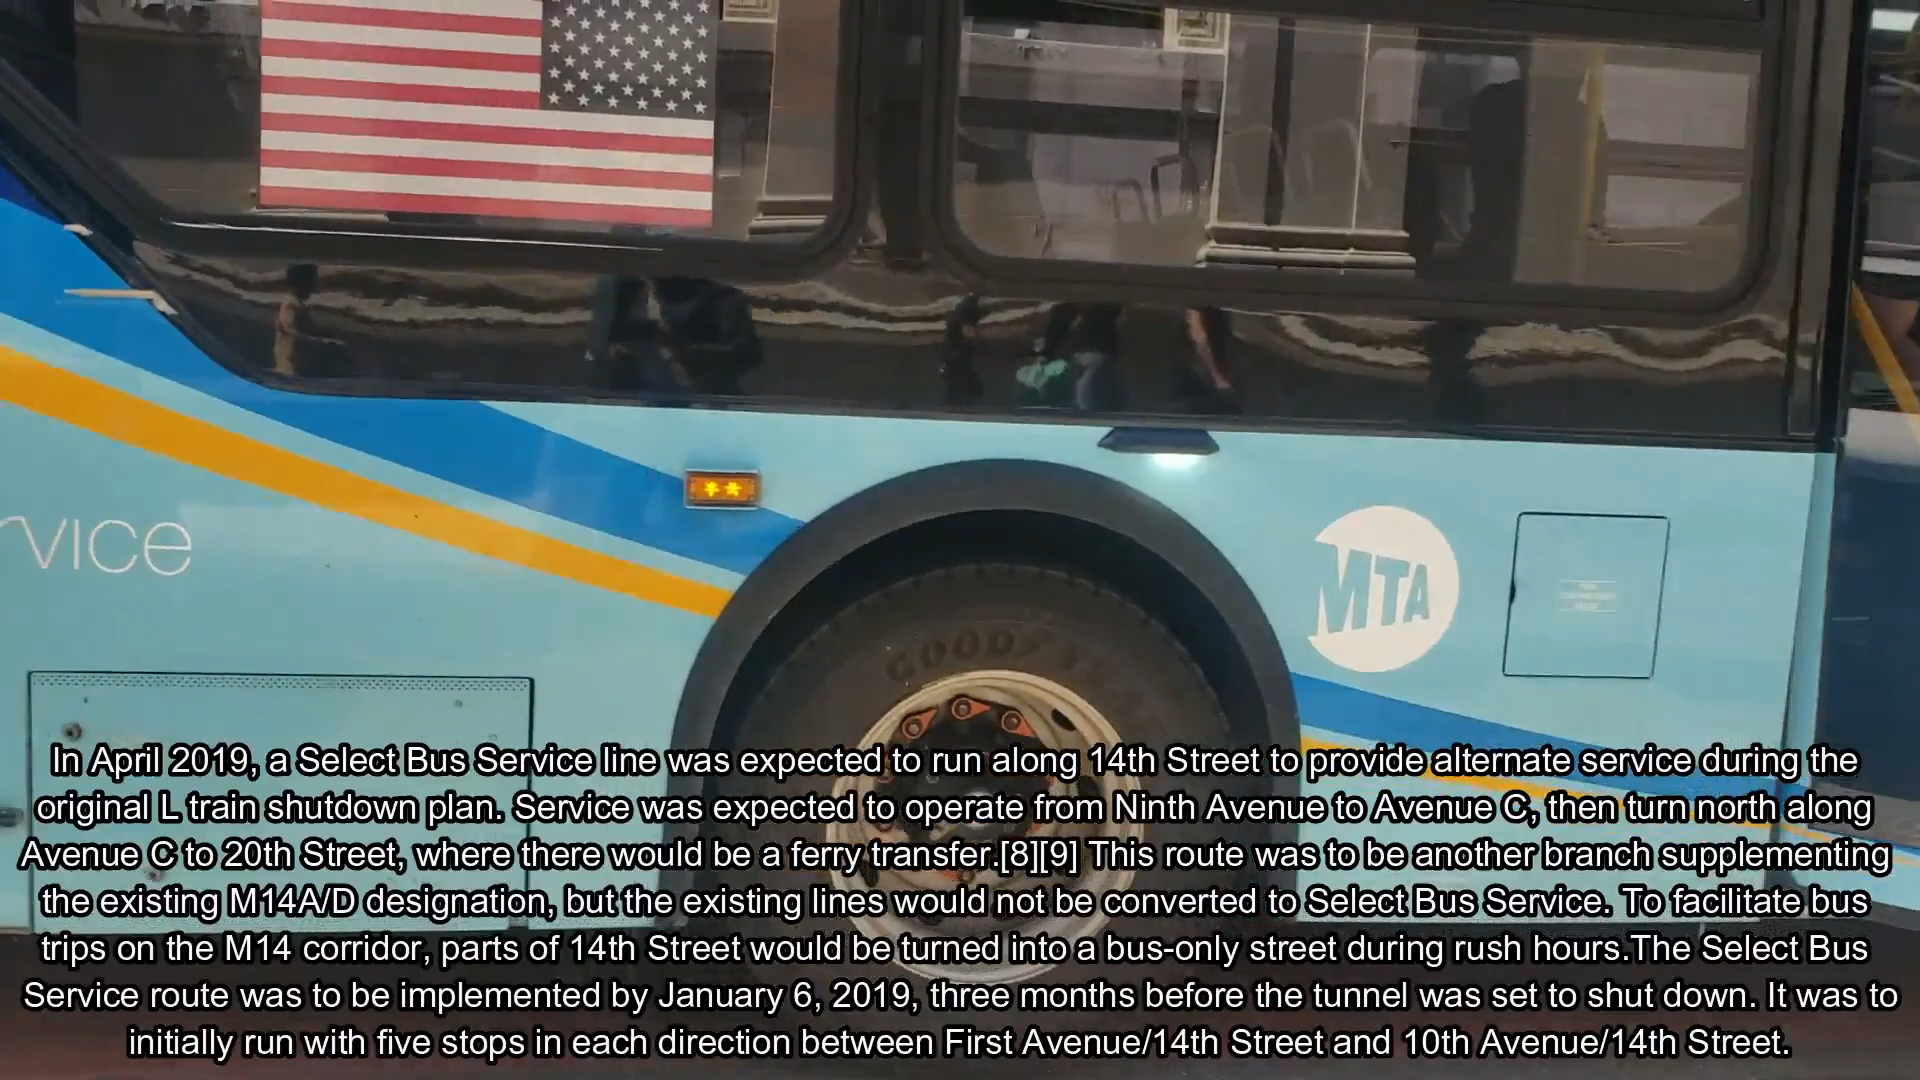 rvice
MTA
GOODYEAR
In April 2019, a Select Bus Service line was expected to run along 14th Street to provide alternate service during the
original L train shutdown plan. Service was expected to operate from Ninth Avenue to Avenue C, then turn north along
Avenue C to 20th Street, where there would be a ferry transfer.[8][9] This route was to be another branch supplementing
the existing M14A/D designation, but the existing lines would not be converted to Select Bus Service. To facilitate bus
trips on the M14 corridor, parts of 14th Street would be turned into a bus-only street during rush hours.The Select Bus
Service route was to be implemented by January 6, 2019, three months before the tunnel was set to shut down. It was to
initially run with five stops in each direction between First Avenue/14th Street and 10th Avenue/14th Street.